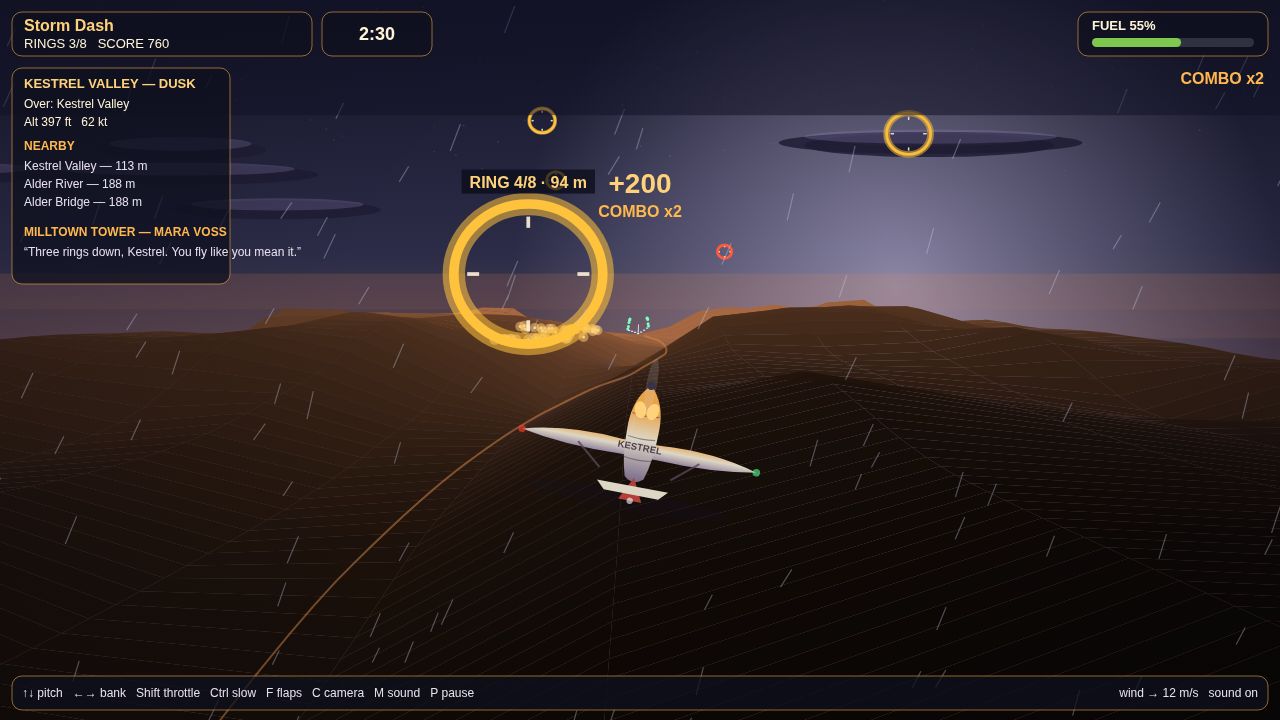 Storm Dash
RINGS 3/8 SCORE 760
2:30
FUEL 55%
COMBO x2
KESTREL VALLEY — DUSK
Over: Kestrel Valley
Alt 397 ft 62 kt
NEARBY
Kestrel Valley — 113 m
Alder River — 188 m
Alder Bridge — 188 m
MILLTOWN TOWER — MARA VOSS
“Three rings down, Kestrel. You fly like you mean it.”
RING 4/8 · 94 m
+200
COMBO x2
KESTREL
↑↓ pitch ←→ bank Shift throttle Ctrl slow F flaps C camera M sound P pause
wind → 12 m/s sound on